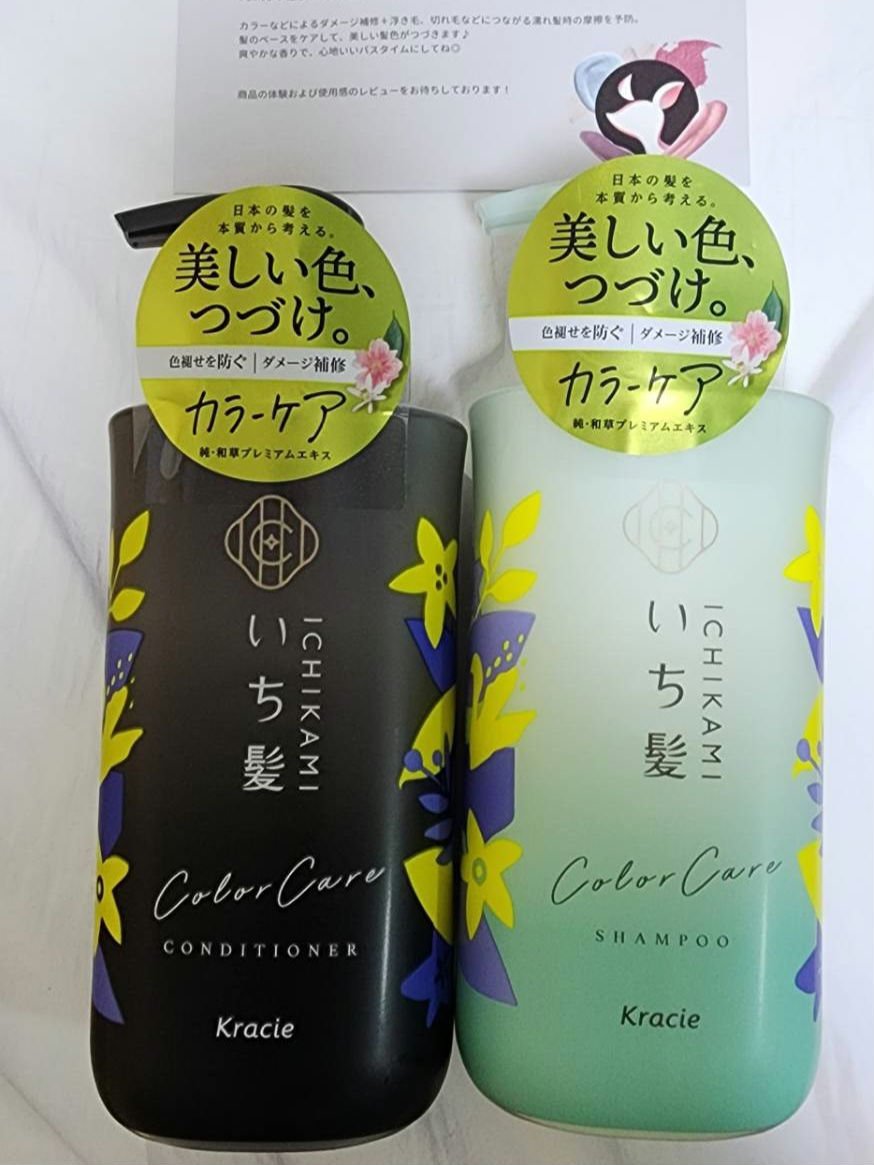 カラーなどによるダメージ補修+浮き毛、切れ毛などにつながる濡れ髪時の摩擦を予防。
髪のベースをケアして、美しい髪色がつづきます♪
爽やかな香りで、心地いいバスタイムにしてね◎
商品の体験および使用感のレビューをお待ちしております！
日本の髪を
本質から考える。
美しい色、
つづけ。
色褪せを防ぐ|ダメージ補修
カラーケア
純・和草プレミアムエキス
ICHIKAMI
いち髪
Color Care
CONDITIONER
Kracie
日本の髪を
本質から考える。
美しい色、
つづけ。
色褪せを防ぐ|ダメージ補修
カラーケア
純・和草プレミアムエキス
ICHIKAMI
いち髪
Color Care
SHAMPOO
Kracie